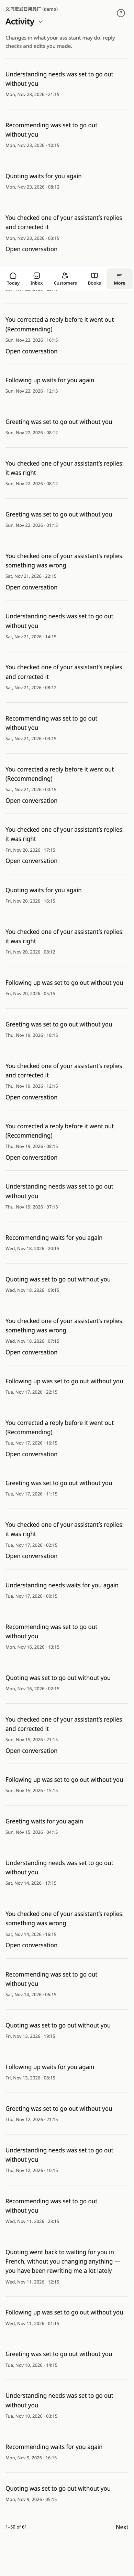 义乌宏发日用品厂 (demo)
Activity
Changes in what your assistant may do, reply
checks and edits you made.
Understanding needs was set to go out
without you
Mon, Nov 23, 2026 · 21:15
Recommending was set to go out
without you
Mon, Nov 23, 2026 · 10:15
Quoting waits for you again
Mon, Nov 23, 2026 · 08:12
You checked one of your assistant's replies
and corrected it
Mon, Nov 23, 2026 · 03:15
Open conversation
Today
Inbox
Customers
Books
More
You corrected a reply before it went out
(Recommending)
Sun, Nov 22, 2026 · 16:15
Open conversation
Following up waits for you again
Sun, Nov 22, 2026 · 12:15
Greeting was set to go out without you
Sun, Nov 22, 2026 · 08:12
You checked one of your assistant's replies:
it was right
Sun, Nov 22, 2026 · 08:12
Greeting was set to go out without you
Sun, Nov 22, 2026 · 01:15
You checked one of your assistant's replies:
something was wrong
Sat, Nov 21, 2026 · 22:15
Open conversation
Understanding needs was set to go out
without you
Sat, Nov 21, 2026 · 14:15
You checked one of your assistant's replies
and corrected it
Sat, Nov 21, 2026 · 08:12
Recommending was set to go out
without you
Sat, Nov 21, 2026 · 03:15
You corrected a reply before it went out
(Recommending)
Sat, Nov 21, 2026 · 00:15
Open conversation
You checked one of your assistant's replies:
it was right
Fri, Nov 20, 2026 · 17:15
Open conversation
Quoting waits for you again
Fri, Nov 20, 2026 · 16:15
You checked one of your assistant's replies:
it was right
Fri, Nov 20, 2026 · 08:12
Following up was set to go out without you
Fri, Nov 20, 2026 · 05:15
Greeting was set to go out without you
Thu, Nov 19, 2026 · 18:15
You checked one of your assistant's replies
and corrected it
Thu, Nov 19, 2026 · 12:15
Open conversation
You corrected a reply before it went out
(Recommending)
Thu, Nov 19, 2026 · 08:15
Open conversation
Understanding needs was set to go out
without you
Thu, Nov 19, 2026 · 07:15
Recommending waits for you again
Wed, Nov 18, 2026 · 20:15
Quoting was set to go out without you
Wed, Nov 18, 2026 · 09:15
You checked one of your assistant's replies:
something was wrong
Wed, Nov 18, 2026 · 07:15
Open conversation
Following up was set to go out without you
Tue, Nov 17, 2026 · 22:15
You corrected a reply before it went out
(Recommending)
Tue, Nov 17, 2026 · 16:15
Open conversation
Greeting was set to go out without you
Tue, Nov 17, 2026 · 11:15
You checked one of your assistant's replies:
it was right
Tue, Nov 17, 2026 · 02:15
Open conversation
Understanding needs waits for you again
Tue, Nov 17, 2026 · 00:15
Recommending was set to go out
without you
Mon, Nov 16, 2026 · 13:15
Quoting was set to go out without you
Mon, Nov 16, 2026 · 02:15
You checked one of your assistant's replies
and corrected it
Sun, Nov 15, 2026 · 21:15
Open conversation
Following up was set to go out without you
Sun, Nov 15, 2026 · 15:15
Greeting waits for you again
Sun, Nov 15, 2026 · 04:15
Understanding needs was set to go out
without you
Sat, Nov 14, 2026 · 17:15
You checked one of your assistant's replies:
something was wrong
Sat, Nov 14, 2026 · 16:15
Open conversation
Recommending was set to go out
without you
Sat, Nov 14, 2026 · 06:15
Quoting was set to go out without you
Fri, Nov 13, 2026 · 19:15
Following up waits for you again
Fri, Nov 13, 2026 · 08:15
Greeting was set to go out without you
Thu, Nov 12, 2026 · 21:15
Understanding needs was set to go out
without you
Thu, Nov 12, 2026 · 10:15
Recommending was set to go out
without you
Wed, Nov 11, 2026 · 23:15
Quoting went back to waiting for you in
French, without you changing anything —
you have been rewriting me a lot lately
Wed, Nov 11, 2026 · 12:15
Following up was set to go out without you
Wed, Nov 11, 2026 · 01:15
Greeting was set to go out without you
Tue, Nov 10, 2026 · 14:15
Understanding needs was set to go out
without you
Tue, Nov 10, 2026 · 03:15
Recommending waits for you again
Mon, Nov 9, 2026 · 16:15
Quoting was set to go out without you
Mon, Nov 9, 2026 · 05:15
1–50 of 61
Next